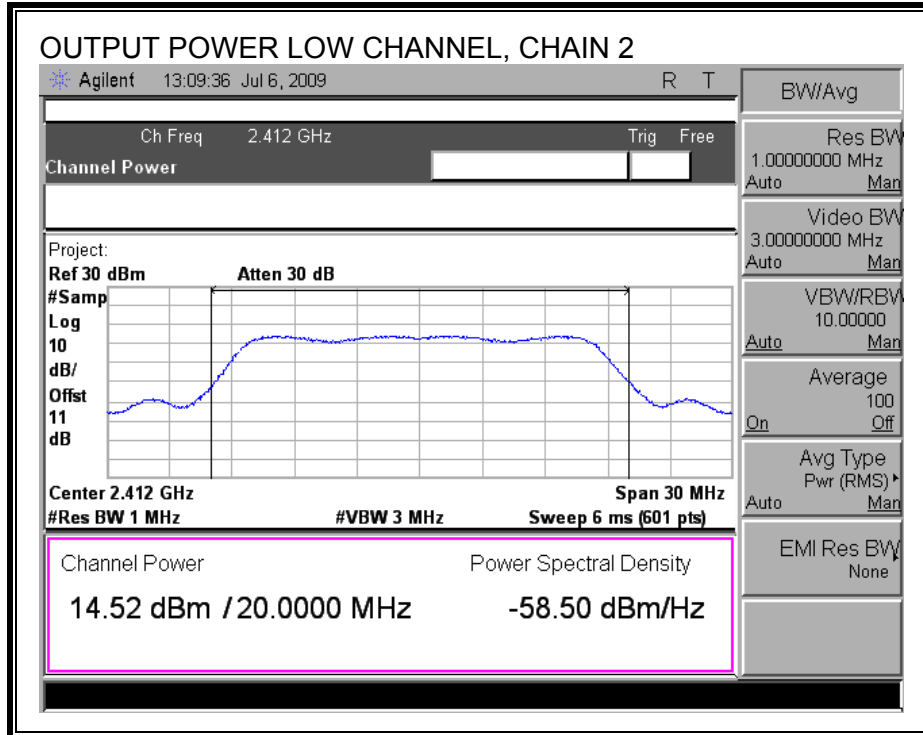 OUTPUT POWER LOW CHANNEL, CHAIN 2
Agilent 13:09:36 Jul 6, 2009 R T
Ch Freq 2.412 GHz Trig Free
Channel Power
Project:
Ref 30 dBm Atten 30 dB
#Samp
Log
10
dB/
Offst
11
dB
Center 2.412 GHz Span 30 MHz
#Res BW 1 MHz #VBW 3 MHz Sweep 6 ms (601 pts)
Channel Power Power Spectral Density
14.52 dBm / 20.0000 MHz -58.50 dBm/Hz
BW/Avg
Res BW
1.00000000 MHz
Auto Man
Video BW
3.00000000 MHz
Auto Man
VBW/RBW
10.00000
Auto Man
Average
100
On Off
Avg Type
Pwr (RMS)
Auto Man
EMI Res BW
None